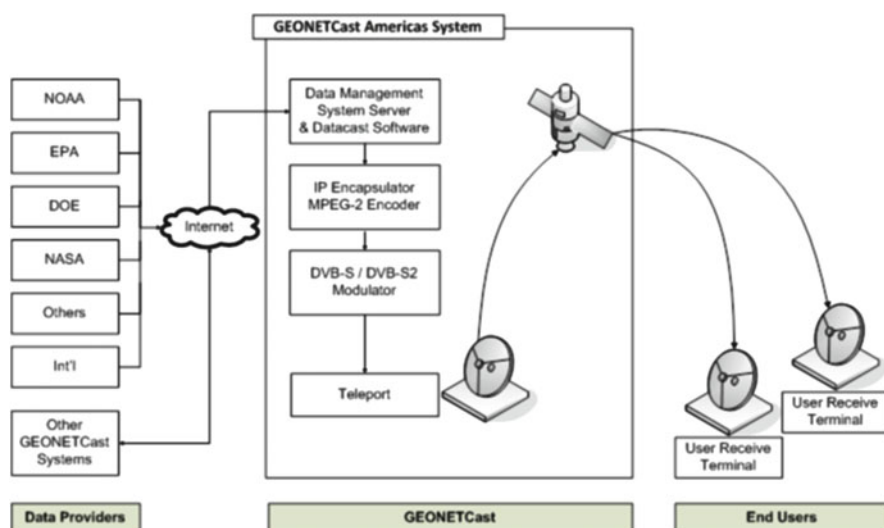 GEONETCast Americas System
NOAA
EPA
DOE
NASA
Others
Int'l
Other
GEONETCast
Systems
Internet
Data Management
System Server
& Datacast Software
IP Encapsulator
MPEG-2 Encoder
DVB-S / DVB-S2
Modulator
Teleport
User Receive
Terminal
User Receive
Terminal
Data Providers
GEONETCast
End Users